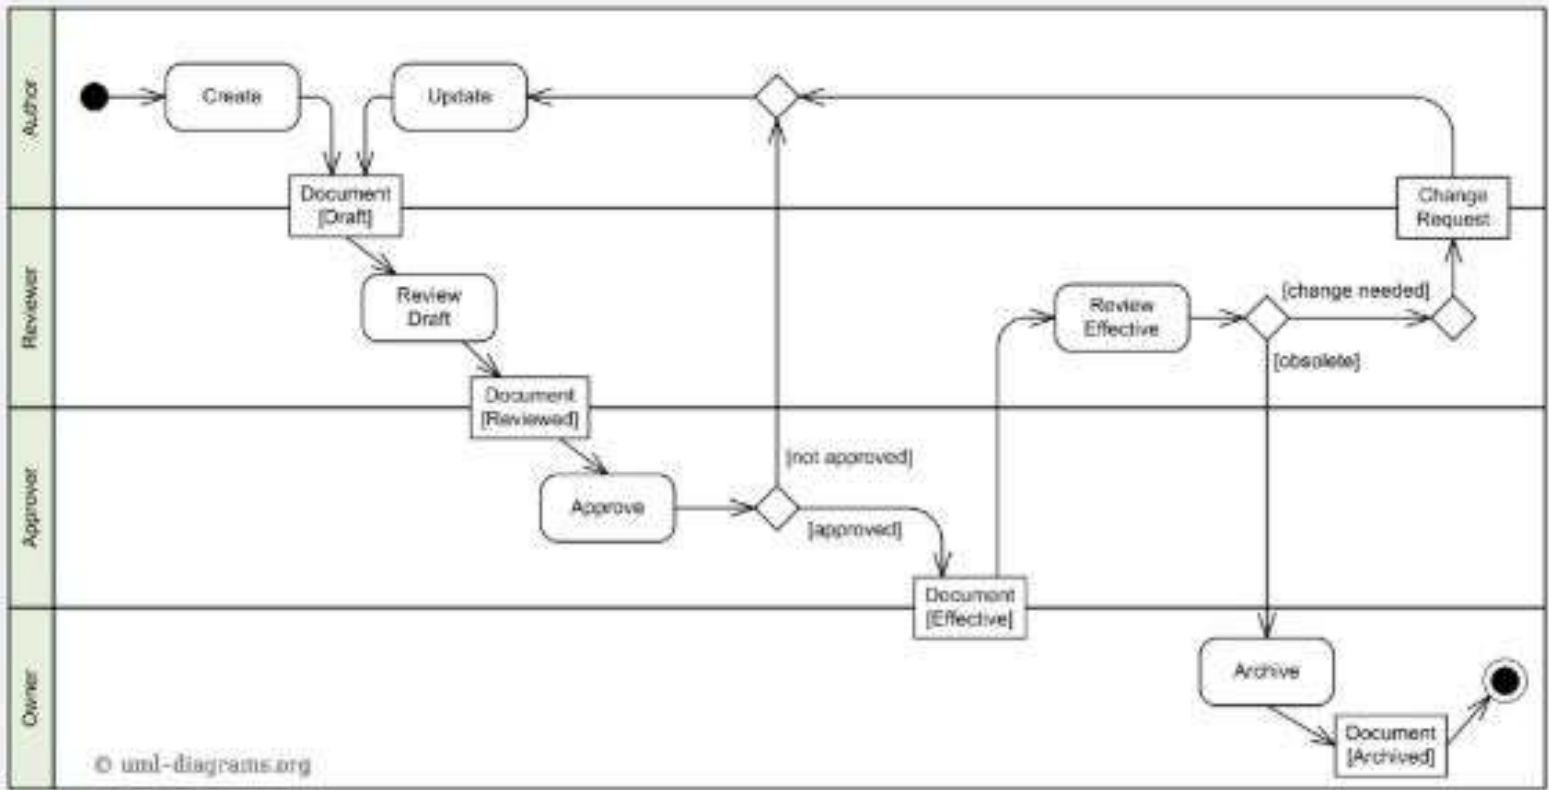 Author
Create
Update
Document
[Draft]
Change
Request
Reviewer
Review
Draft
Review
Effective
[change needed]
[obsolete]
Document
[Reviewed]
Approver
[not approved]
Approve
[approved]
Document
[Effective]
Owner
Archive
Document
[Archived]
© uml-diagrams.org